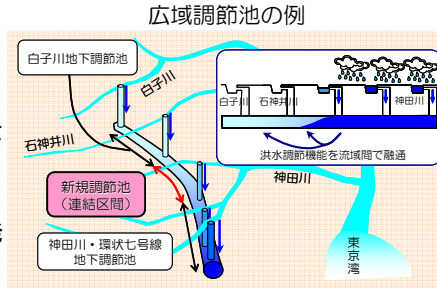 広域調節池の例
白子川地下調節池
白子川
石神井川
白子川
石神井川
神田川
洪水調節機能を流域間で融通
神田川
新規調節池
（連結区間）
神田川・環状七号線
地下調節池
東京湾